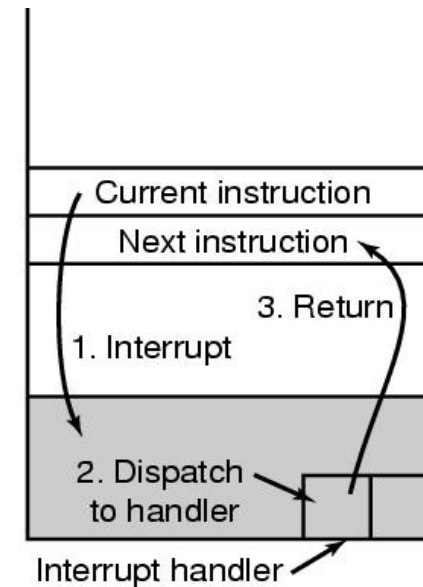 Current instruction
Next instruction
3. Return
1. Interrupt
2. Dispatch
to handler
Interrupt handler